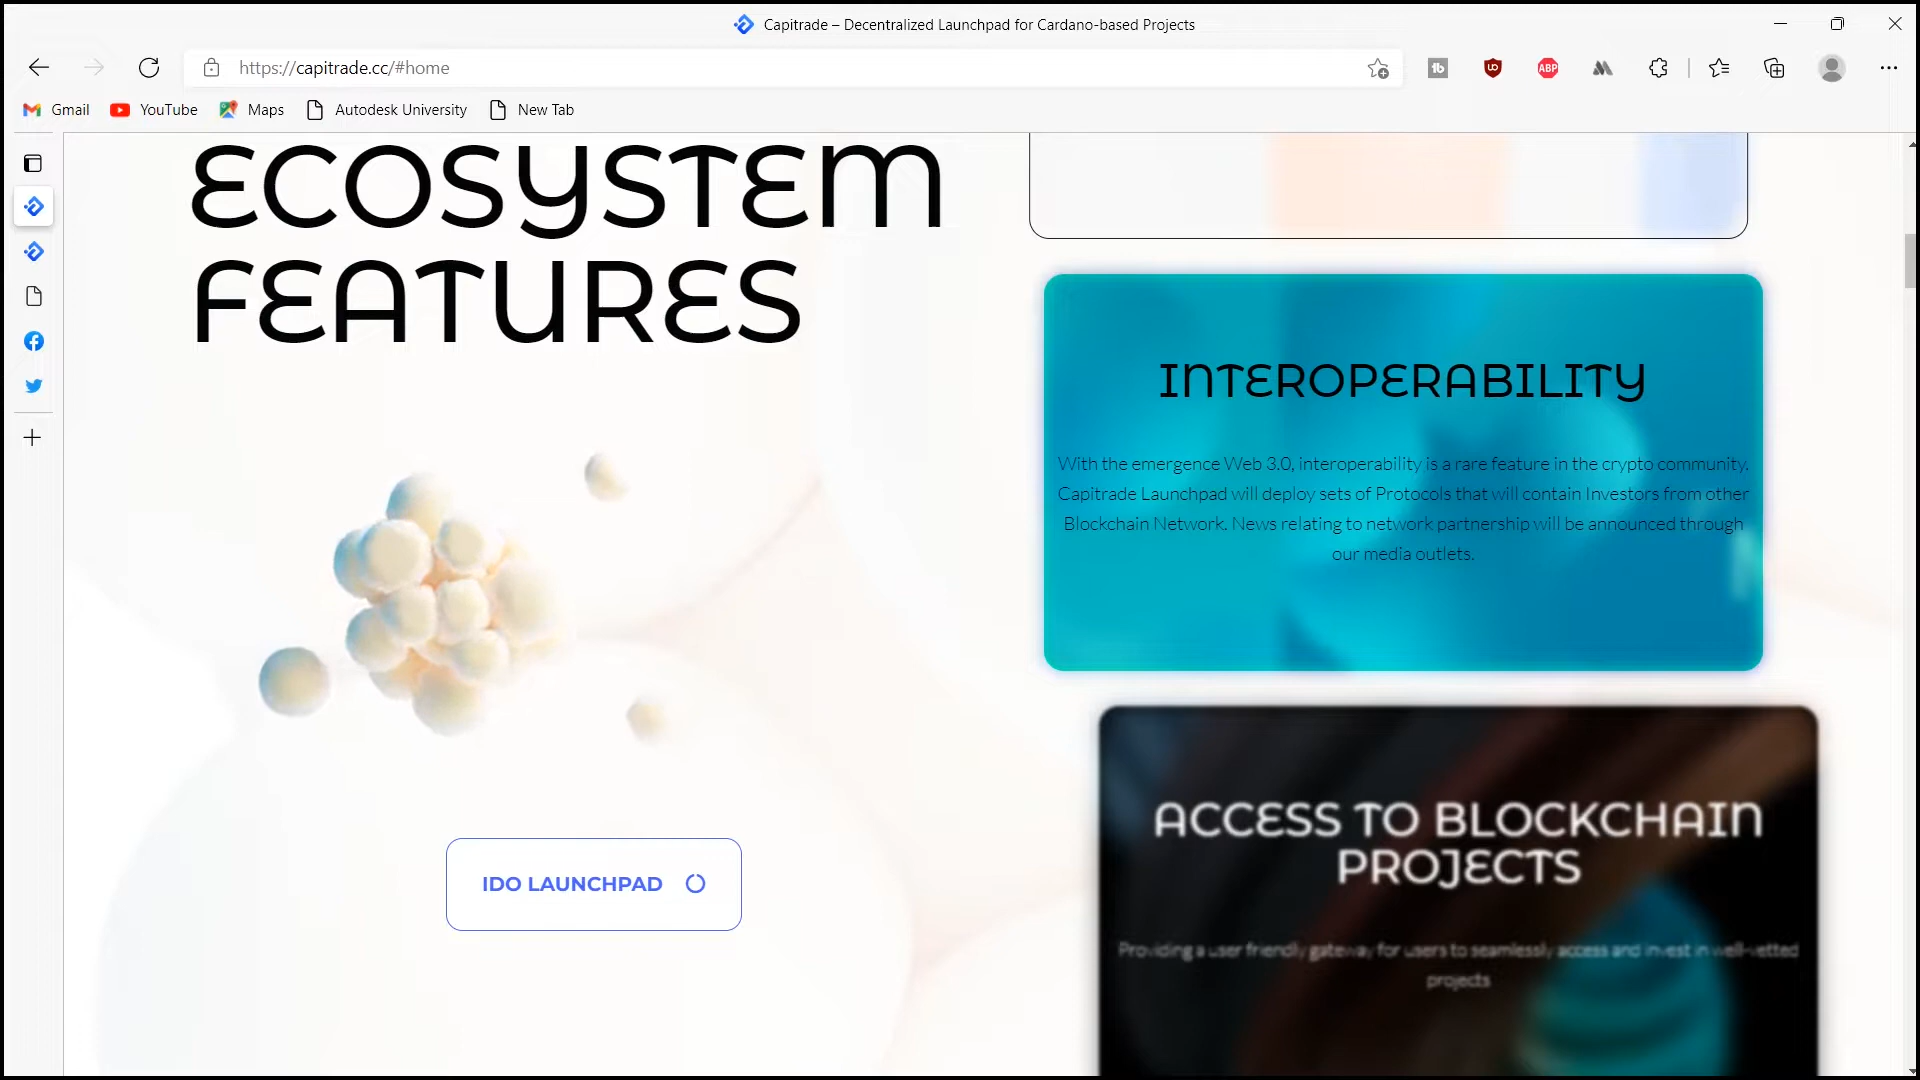 Capitrade – Decentralized Launchpad for Cardano-based Projects
https://capitrade.cc/#home
Gmail
YouTube
Maps
Autodesk University
New Tab
ECOSYSTEM
FEATURES
IDO LAUNCHPAD
INTEROPERABILITY
With the emergence Web 3.0, interoperability is a rare feature in the crypto community.
Capitrade Launchpad will deploy sets of Protocols that will contain Investors from other
Blockchain Network. News relating to network partnership will be announced through
our media outlets.
ACCESS TO BLOCKCHAIN
PROJECTS
Providing a user friendly gateway for users to seamlessly access and invest in well-vetted
projects
ABP